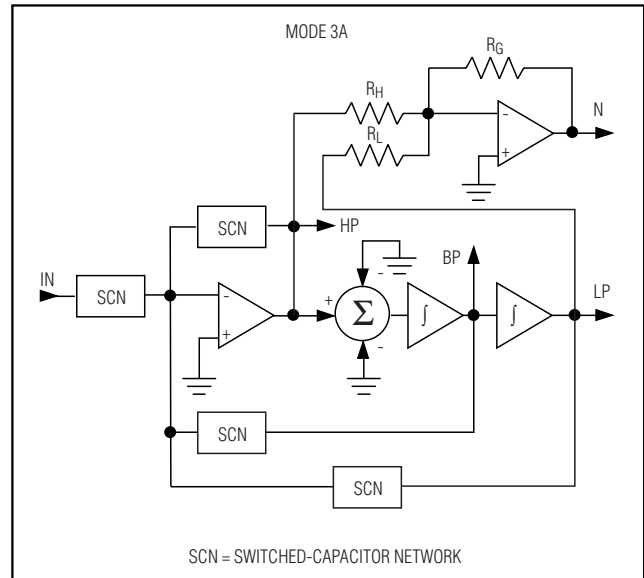 MODE 3A
RG
RH
N
RL
-
+
SCN
HP
IN
SCN
BP
LP
-
+
+
-
Σ
-
∫
∫
SCN
SCN
SCN = SWITCHED-CAPACITOR NETWORK